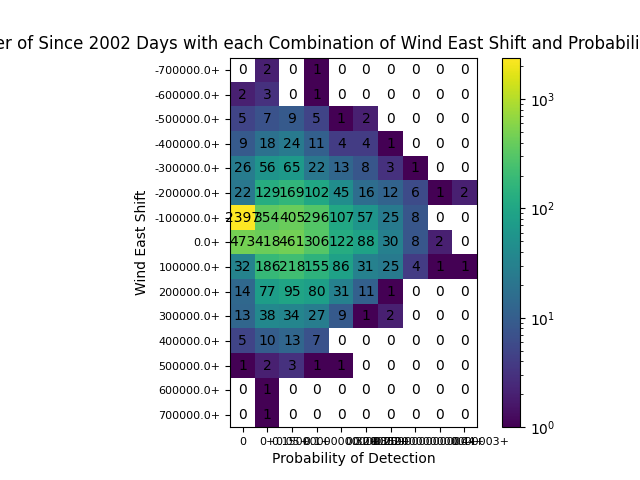 er of Since 2002 Days with each Combination of Wind East Shift and Probabili
-700000.0+ 0 2 0 1 0 0 0 0 0 0
-600000.0+ 2 3 0 1 0 0 0 0 0 0
-500000.0+ 5 7 9 5 1 2 0 0 0 0
-400000.0+ 9 18 24 11 4 4 1 0 0 0
-300000.0+ 26 56 65 22 13 8 3 1 0 0
-200000.0+ 22 129 169 102 45 16 12 6 1 2
-100000.0+ 2397 354 405 296 107 57 25 8 0 0
0.0+ 473 418 461 306 122 88 30 8 2 0
100000.0+ 32 186 218 155 86 31 25 4 1 1
200000.0+ 14 77 95 80 31 11 1 0 0 0
300000.0+ 13 38 34 27 9 1 2 0 0 0
400000.0+ 5 10 13 7 0 0 0 0 0 0
500000.0+ 1 2 3 1 1 0 0 0 0 0
600000.0+ 0 1 0 0 0 0 0 0 0 0
700000.0+ 0 1 0 0 0 0 0 0 0 0
0 0+
Probability of Detection
Wind East Shift
10³
10²
10¹
10⁰